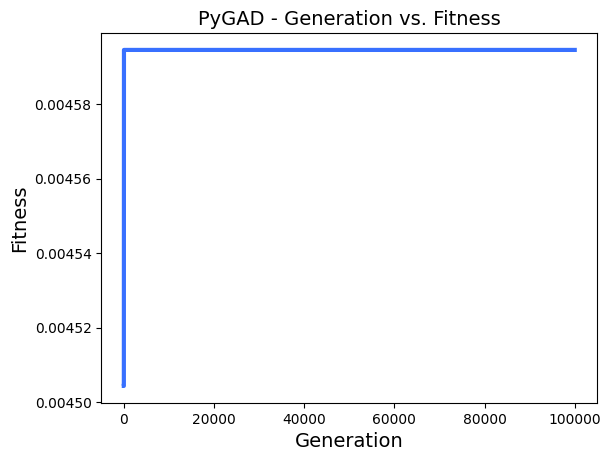 PyGAD - Generation vs. Fitness
Fitness
0.00458
0.00456
0.00454
0.00452
0.00450
0 20000 40000 60000 80000 100000
Generation